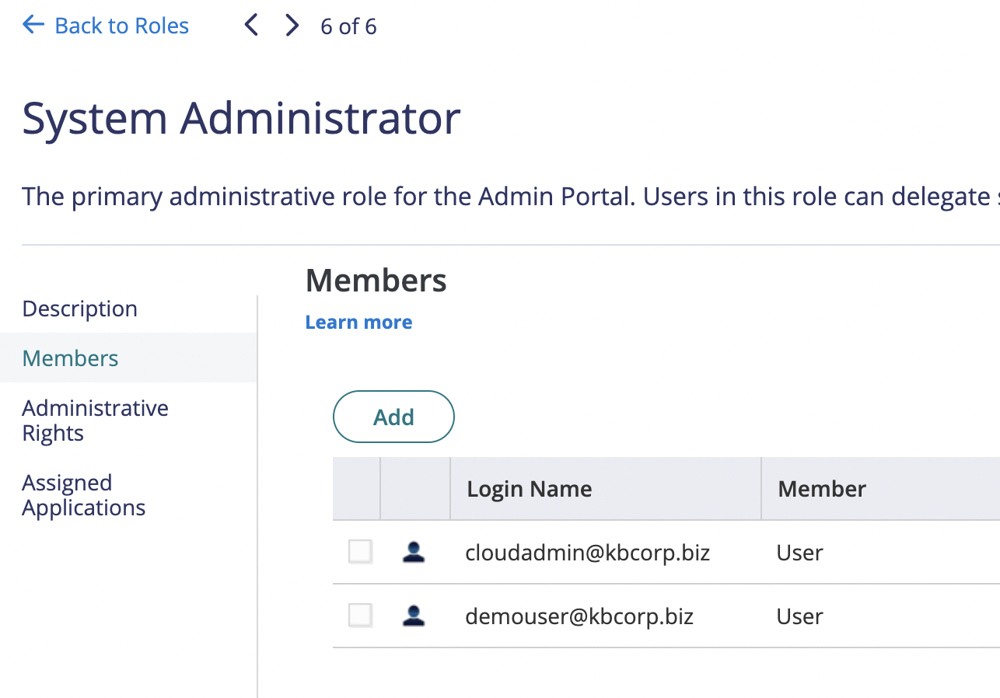 Back to Roles
6 of 6
System Administrator
The primary administrative role for the Admin Portal. Users in this role can delegate
Description
Members
Administrative
Rights
Assigned
Applications
Members
Learn more
Add
Login Name Member
cloudadmin@kbcorp.biz User
demouser@kbcorp.biz User